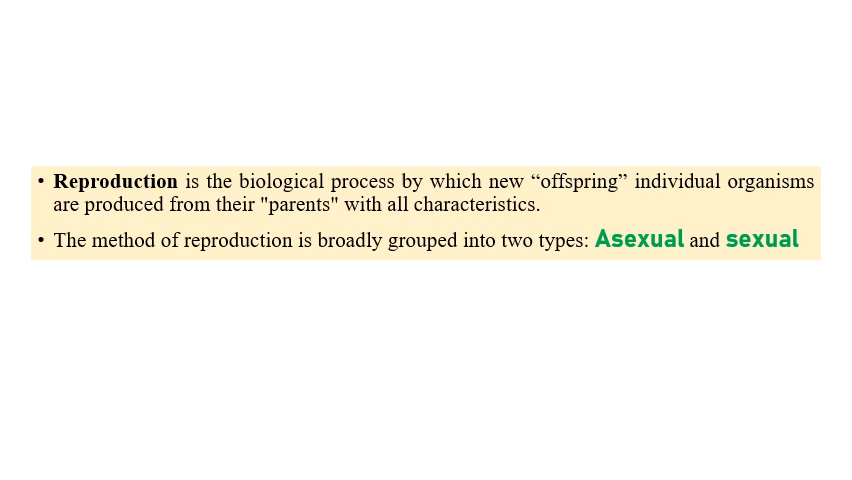 • Reproduction is the biological process by which new “offspring” individual organisms
are produced from their "parents" with all characteristics.
• The method of reproduction is broadly grouped into two types: Asexual and sexual